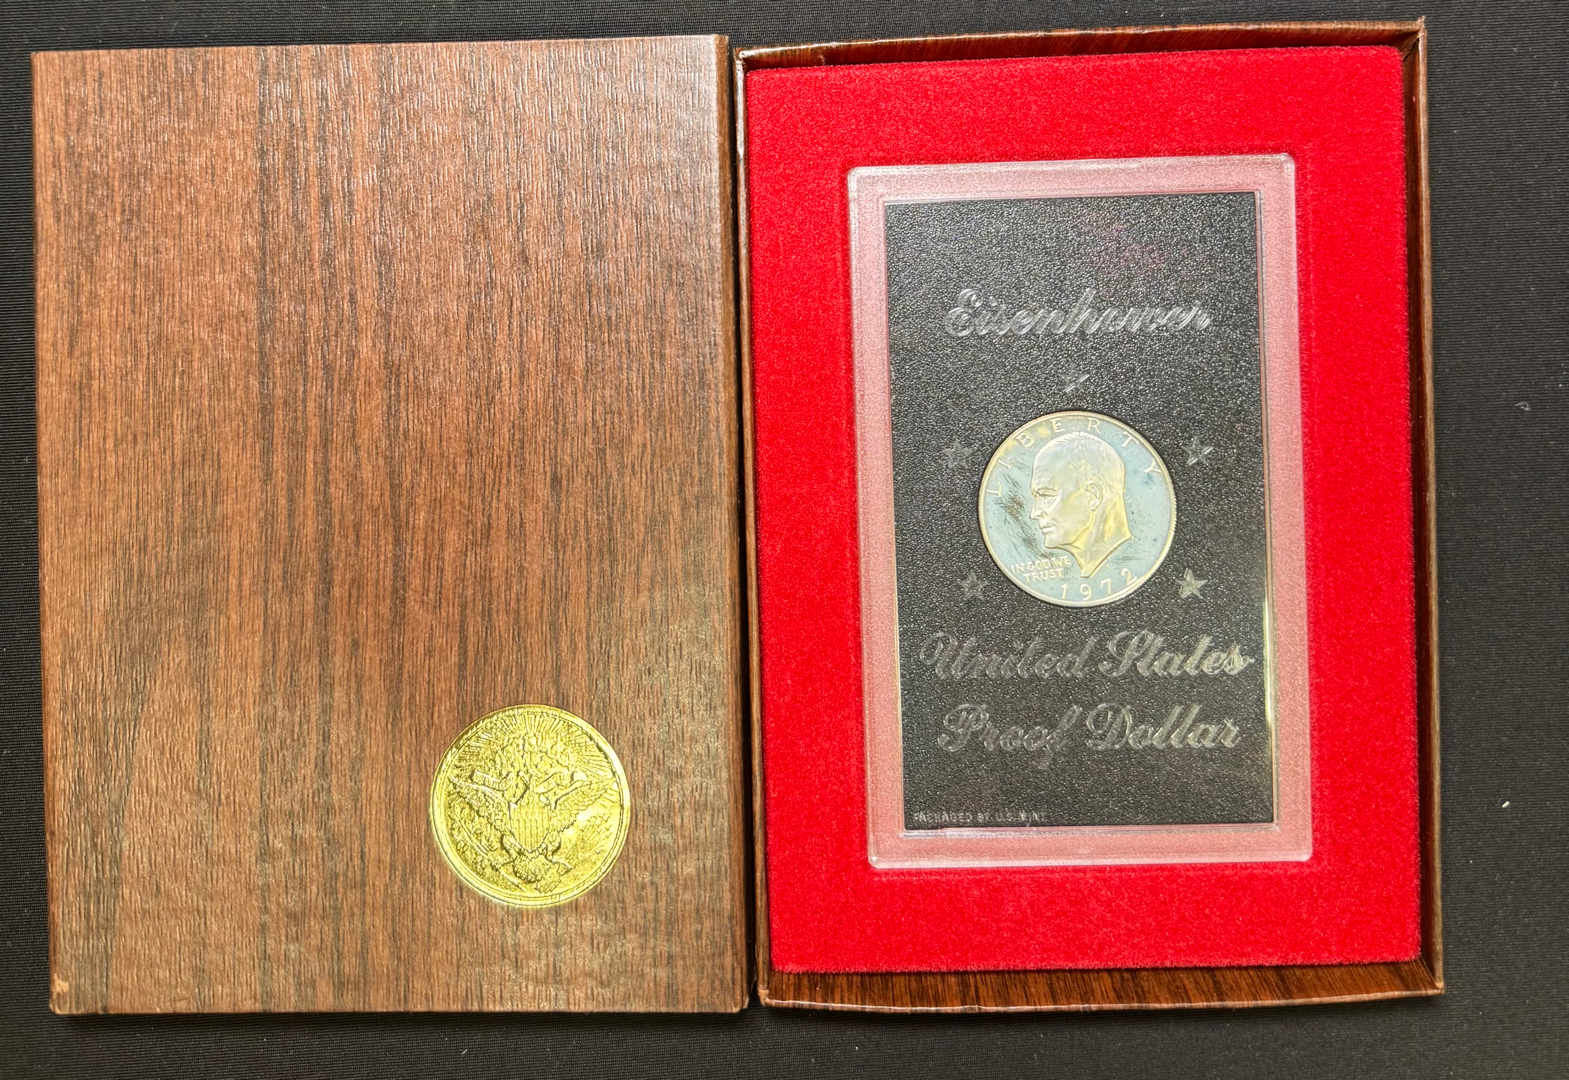 Eisenhower
LIBERTY
IN GOD WE
TRUST
1972
United States
Proof Dollar
PACKAGED BY U.S. MINT